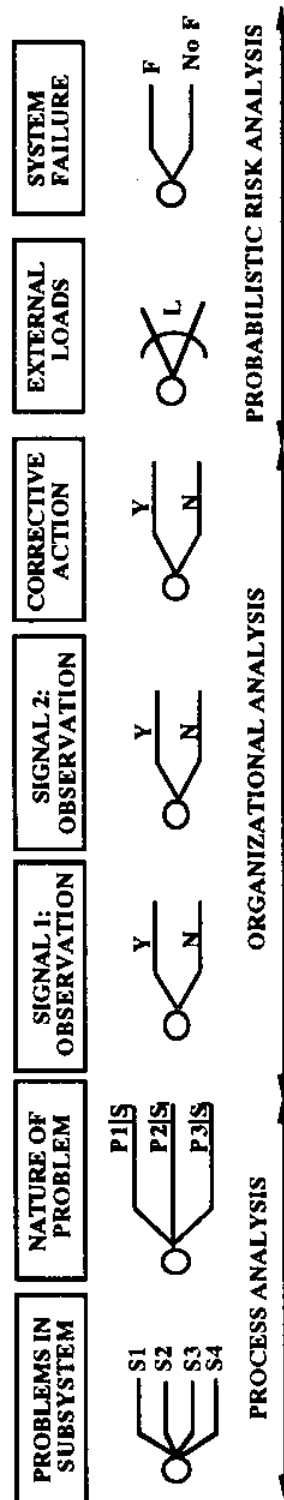 PROBLEMS IN
SUBSYSTEM
NATURE OF
PROBLEM
SIGNAL 1:
OBSERVATION
SIGNAL 2:
OBSERVATION
CORRECTIVE
ACTION
EXTERNAL
LOADS
SYSTEM
FAILURE
S1
S2
S3
S4
P1|S
P2|S
P3|S
Y
N
Y
N
Y
N
L
F
No F
PROCESS ANALYSIS
ORGANIZATIONAL ANALYSIS
PROBABILISTIC RISK ANALYSIS